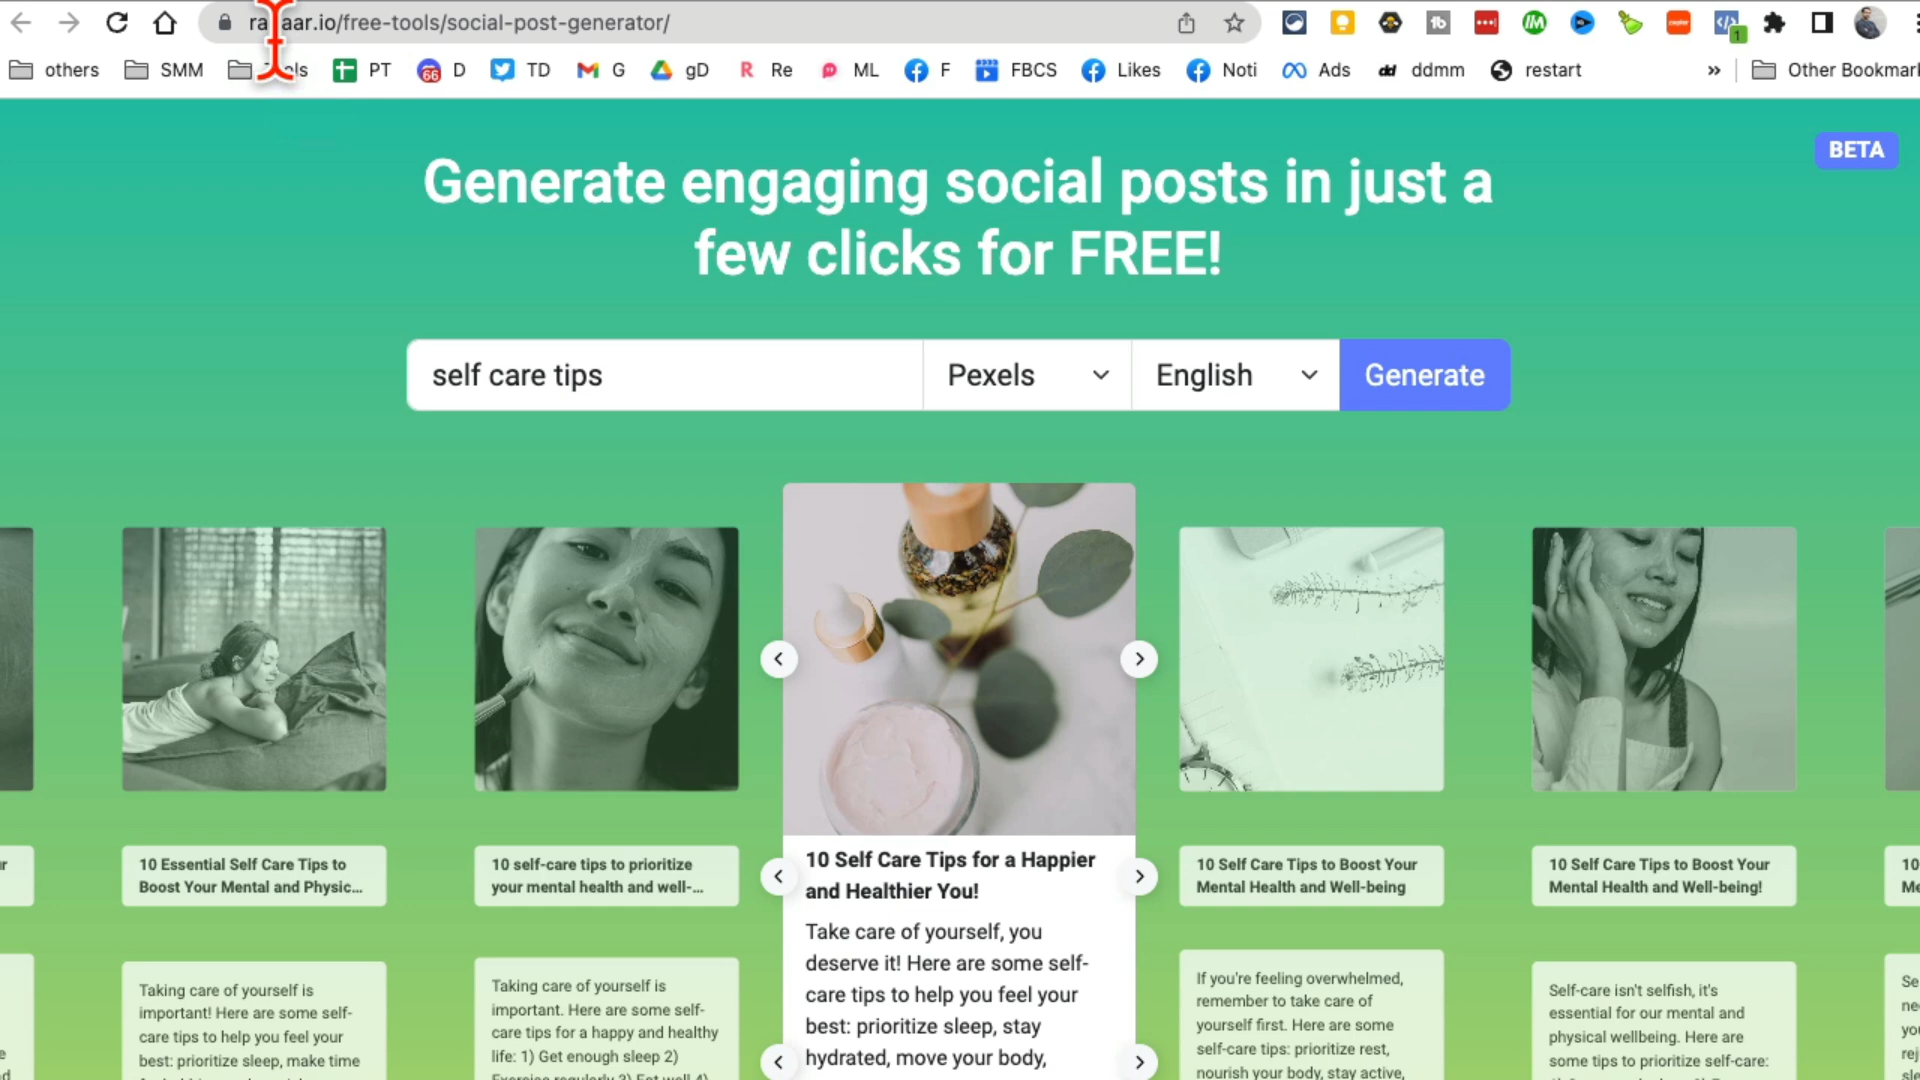 aar.io/free-tools/social-post-generator/
others SMM PT 66 D TD G gD R Re ML F FBCS Likes Noti Ads dd ddmm restart » Other Bookmark
BETA
Generate engaging social posts in just a
few clicks for FREE!
self care tips Pexels English Generate
10 Essential Self Care Tips to
Boost Your Mental and Physic...
10 self-care tips to prioritize
your mental health and well-...
10 Self Care Tips for a Happier
and Healthier You!
10 Self Care Tips to Boost Your
Mental Health and Well-being
10 Self Care Tips to Boost Your
Mental Health and Well-being!
10
Taking care of yourself is
important! Here are some self-
care tips to help you feel your
best: prioritize sleep, make time
Taking care of yourself is
important. Here are some self-
care tips for a happy and healthy
life: 1) Get enough sleep 2)
Exercise regularly 3) Eat well 4)
Take care of yourself, you
deserve it! Here are some self-
care tips to help you feel your
best: prioritize sleep, stay
hydrated, move your body,
If you're feeling overwhelmed,
remember to take care of
yourself first. Here are some
self-care tips: prioritize rest,
nourish your body, stay active,
Self-care isn't selfish, it's
essential for our mental and
physical wellbeing. Here are
some tips to prioritize self-care: